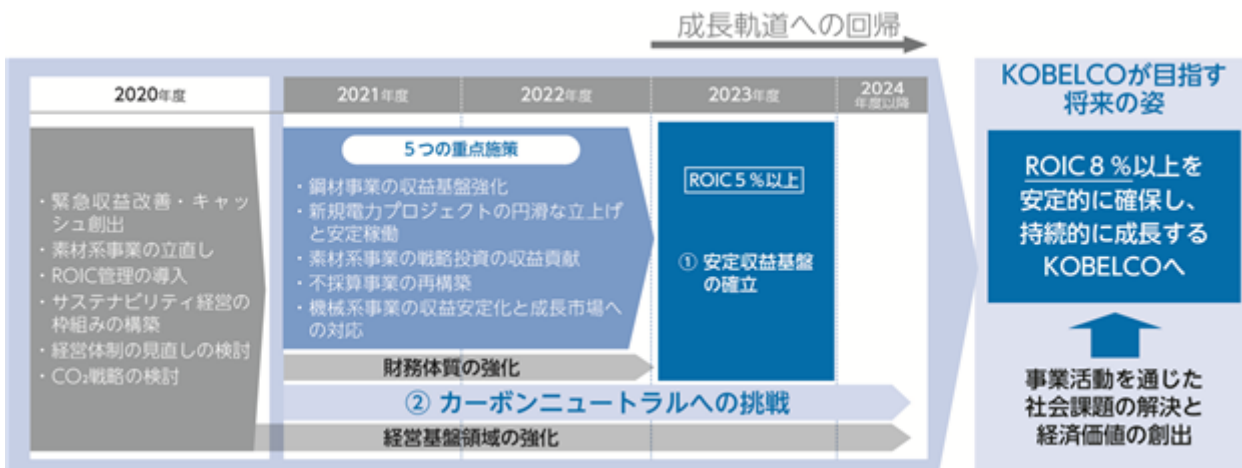 成長軌道への回帰
2020年度
2021年度
2022年度
2023年度
2024
年度以降
・緊急収益改善・キャッ
シュ創出
・素材系事業の立直し
・ROIC管理の導入
・サステナビリティ経営の
枠組みの構築
・経営体制の見直しの検討
・CO₂戦略の検討
5つの重点施策
・鋼材事業の収益基盤強化
・新規電力プロジェクトの円滑な立上げ
と安定稼働
・素材系事業の戦略投資の収益貢献
・不採算事業の再構築
・機械系事業の収益安定化と成長市場へ
の対応
ROIC5%以上
① 安定収益基盤
の確立
財務体質の強化
② カーボンニュートラルへの挑戦
経営基盤領域の強化
KOBELCOが目指す
将来の姿
ROIC8%以上を
安定的に確保し、
持続的に成長する
KOBELCOへ
事業活動を通じた
社会課題の解決と
経済価値の創出